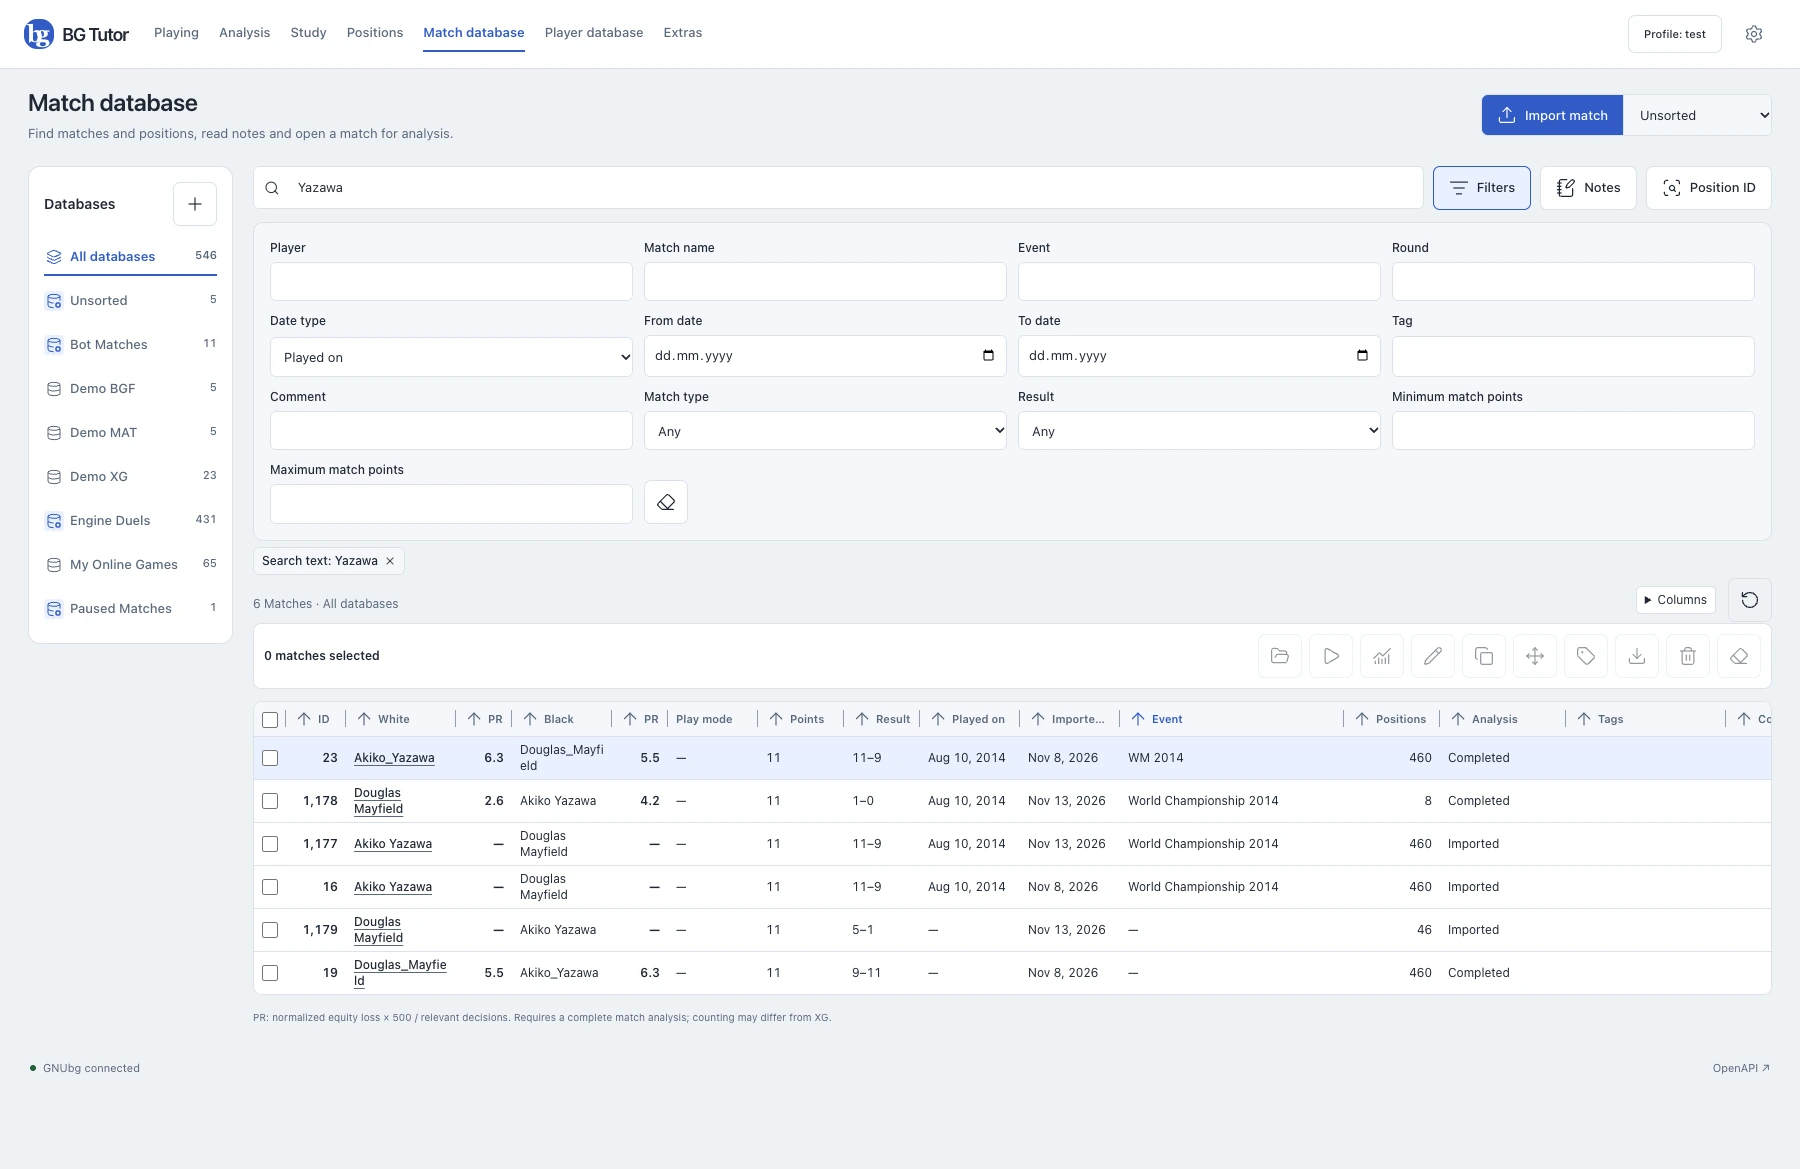 bg BG Tutor Playing Analysis Study Positions Match database Player database Extras Profile: test
Match database
Find matches and positions, read notes and open a match for analysis.
Import match Unsorted
Databases
All databases 546
Unsorted 5
Bot Matches 11
Demo BGF 5
Demo MAT 5
Demo XG 23
Engine Duels 431
My Online Games 65
Paused Matches 1
Yazawa Filters Notes Position ID
Player Match name Event Round
Date type From date To date Tag
Played on dd.mm.yyyy dd.mm.yyyy
Comment Match type Result Minimum match points
Any Any
Maximum match points
Search text: Yazawa ×
6 Matches · All databases Columns
0 matches selected
ID White PR Black PR Play mode Points Result Played on Importe... Event Positions Analysis Tags Co
23 Akiko_Yazawa 6.3 Douglas_Mayfi 5.5 — 11 11–9 Aug 10, 2014 Nov 8, 2026 WM 2014 460 Completed
eld
1,178 Douglas 2.6 Akiko Yazawa 4.2 — 11 1–0 Aug 10, 2014 Nov 13, 2026 World Championship 2014 8 Completed
Mayfield
1,177 Akiko Yazawa — Douglas — — 11 11–9 Aug 10, 2014 Nov 13, 2026 World Championship 2014 460 Imported
Mayfield
16 Akiko Yazawa — Douglas — — 11 11–9 Aug 10, 2014 Nov 8, 2026 World Championship 2014 460 Imported
Mayfield
1,179 Douglas — Akiko Yazawa — — 11 5–1 — Nov 13, 2026 — 46 Imported
Mayfield
19 Douglas_Mayfie 5.5 Akiko_Yazawa 6.3 — 11 9–11 — Nov 8, 2026 — 460 Completed
ld
PR: normalized equity loss × 500 / relevant decisions. Requires a complete match analysis; counting may differ from XG.
GNUbg connected OpenAPI ↗